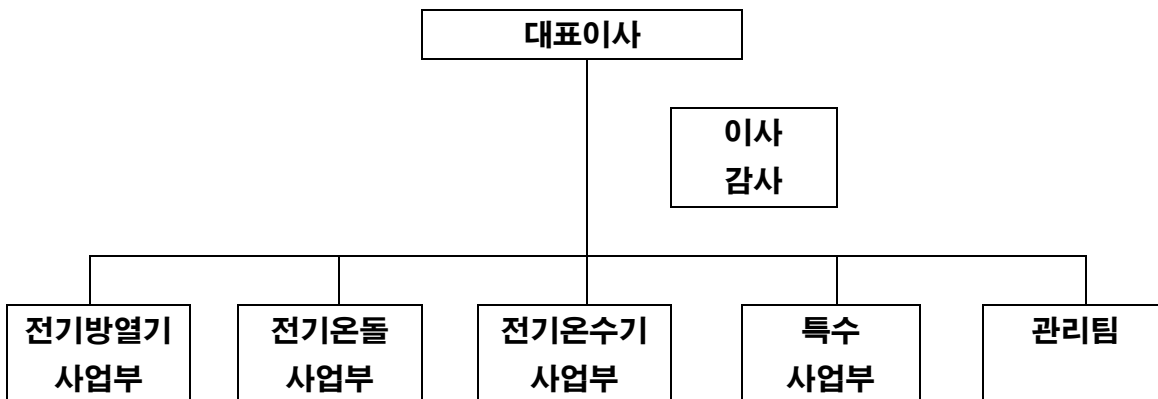 대표이사
이사
감사
전기방열기
사업부
전기온돌
사업부
전기온수기
사업부
특수
사업부
관리팀